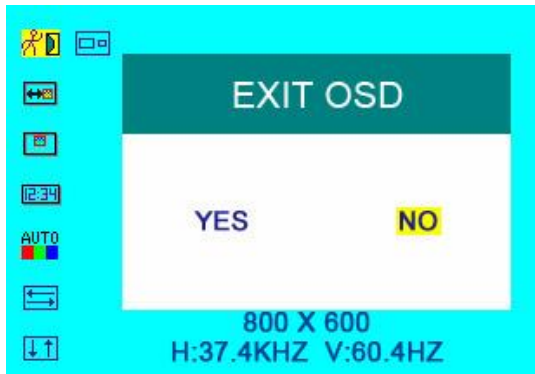 EXIT OSD
12:34
YES NO
AUTO
800 X 600
H:37.4KHZ V:60.4HZ